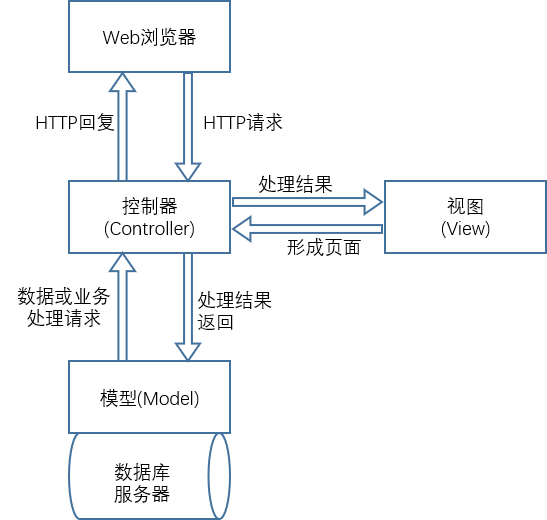 Web浏览器
HTTP回复
HTTP请求
控制器
(Controller)
处理结果
形成页面
视图
(View)
数据或业务
处理请求
处理结果
返回
模型(Model)
数据库
服务器